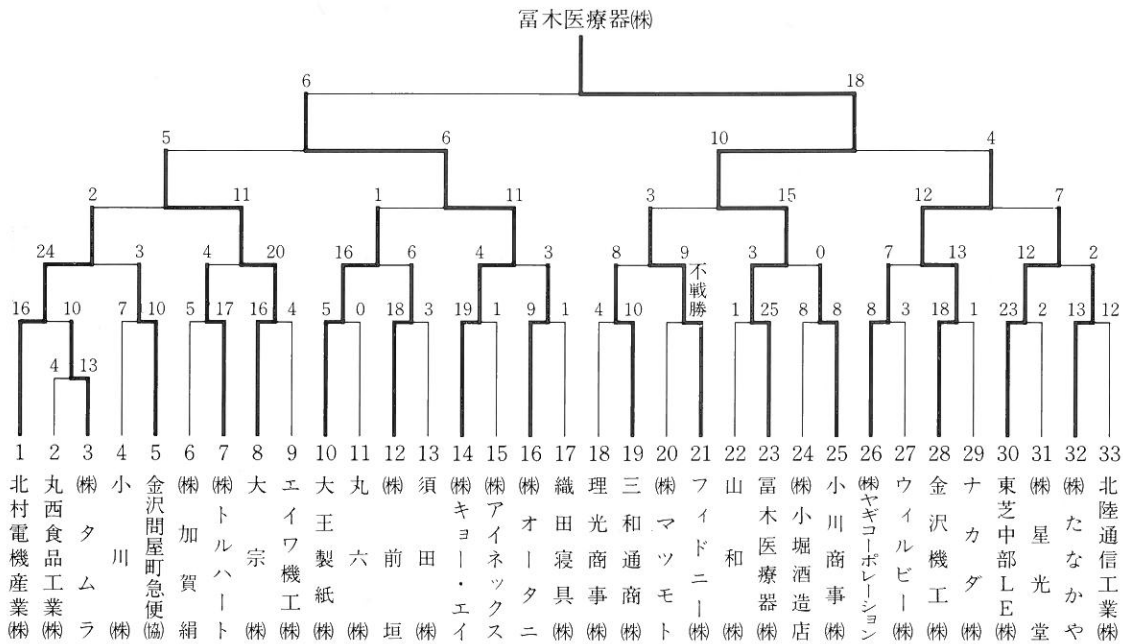 冨木医療器㈱
6 18
5 6 10 4
2 11 1 11 3 15 12 7
24 3 4 20 16 6 4 3 8 9 3 0 7 13 12 2
不戦勝
16 10 7 10 5 17 16 4 5 0 18 3 19 1 9 1 4 10 1 25 8 8 8 3 18 1 23 2 13 12
4 13
1 北村電機産業㈱
2 丸西食品工業㈱
3 ㈱タムラ
4 小川㈱
5 金沢問屋町急便㈿
6 ㈱加賀絹
7 ㈱トルハート
8 大宗㈱
9 エイワ機工㈱
10 大王製紙㈱
11 丸六㈱
12 ㈱前垣
13 須田㈱
14 ㈱キョー・エイ
15 ㈱アイネックス
16 ㈱オータニ
17 織田寝具㈱
18 理光商事㈱
19 三和通商㈱
20 ㈱マツモト
21 フィドニー㈱
22 山和㈱
23 冨木医療器㈱
24 ㈱小堀酒造店
25 小川商事㈱
26 ㈱ヤギコーポレーション
27 ウィルビー㈱
28 金沢機工㈱
29 ナカダ㈱
30 東芝中部LE㈱
31 ㈱星光堂
32 ㈱たなかや
33 北陸通信工業㈱